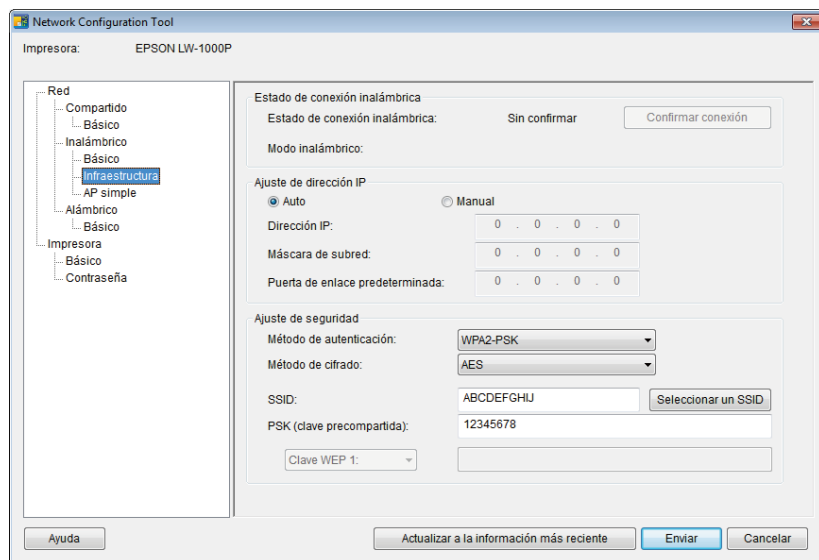 Network Configuration Tool
Impresora: EPSON LW-1000P
Red
Compartido
Básico
Inalámbrico
Básico
Infraestructura
AP simple
Alámbrico
Básico
Impresora
Básico
Contraseña
Estado de conexión inalámbrica
Estado de conexión inalámbrica: Sin confirmar Confirmar conexión
Modo inalámbrico:
Ajuste de dirección IP
Auto Manual
Dirección IP: 0 . 0 . 0 . 0
Máscara de subred: 0 . 0 . 0 . 0
Puerta de enlace predeterminada: 0 . 0 . 0 . 0
Ajuste de seguridad
Método de autenticación: WPA2-PSK
Método de cifrado: AES
SSID: ABCDEFGHIJ Seleccionar un SSID
PSK (clave precompartida): 12345678
Clave WEP 1:
Ayuda Actualizar a la información más reciente Enviar Cancelar